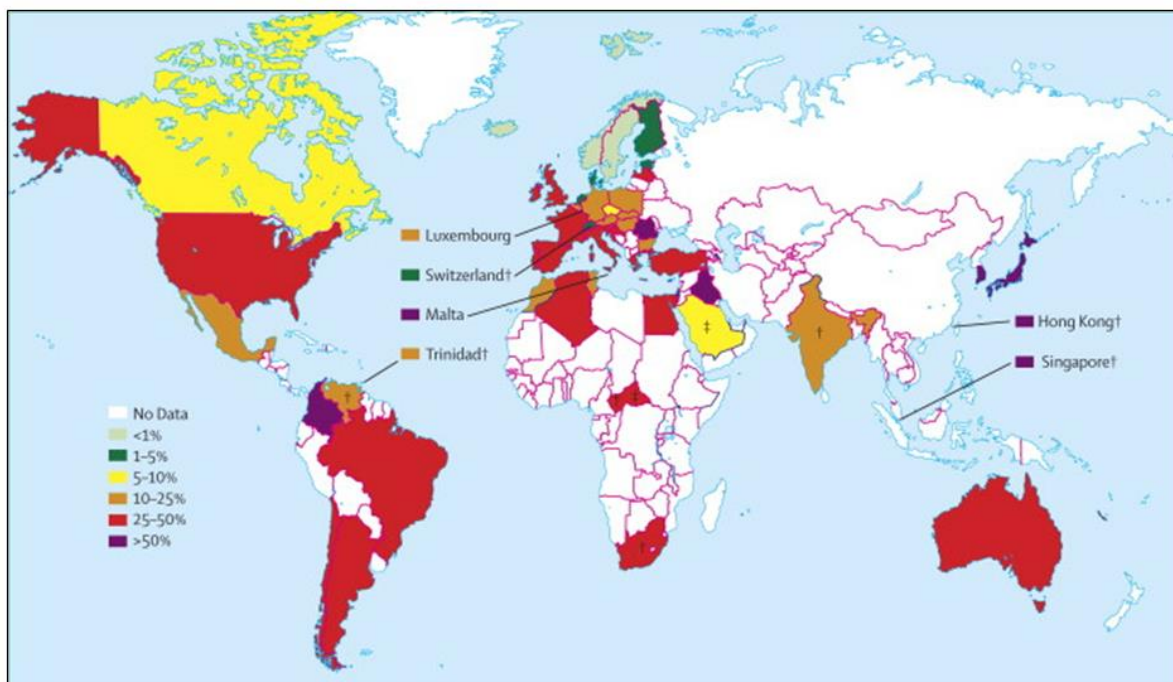 Luxembourg
Switzerland†
Malta
Trinidad†
Hong Kong†
Singapore†
†
‡
†
‡
†
No Data
<1%
1–5%
5–10%
10–25%
25–50%
>50%